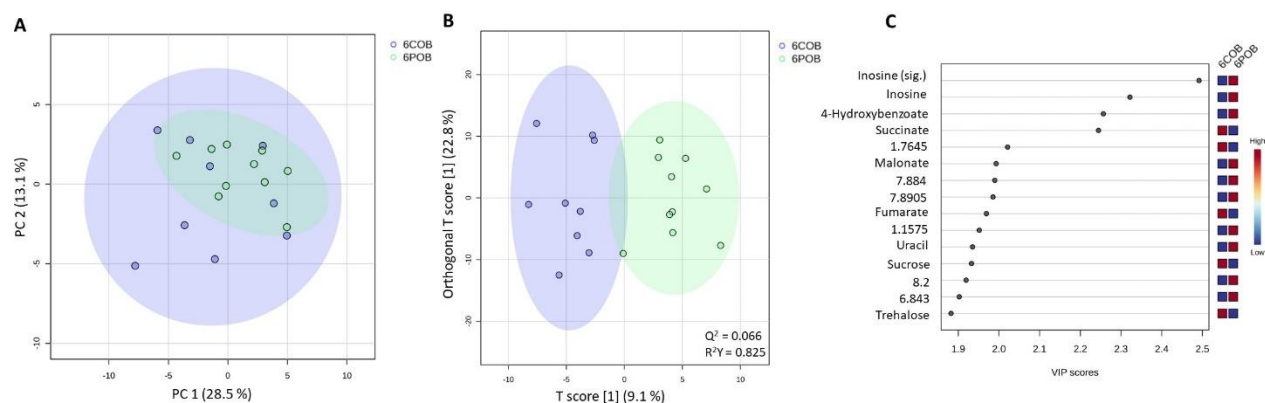 A
6COB
6POB
PC 2 (13.1 %)
5
0
-5
-10
-10
-5
0
5
10
PC 1 (28.5 %)
B
6COB
6POB
Orthogonal T score [1] (22.8 %)
20
10
0
-10
-20
Q² = 0.066
R²Y = 0.825
-10
-5
0
5
10
T score [1] (9.1 %)
C
6COB
6POB
Inosine (sig.)
Inosine
4-Hydroxybenzoate
Succinate
1.7645
Malonate
7.884
7.8905
Fumarate
1.1575
Uracil
Sucrose
8.2
6.843
Trehalose
High
Low
1.9
2.0
2.1
2.2
2.3
2.4
2.5
VIP scores